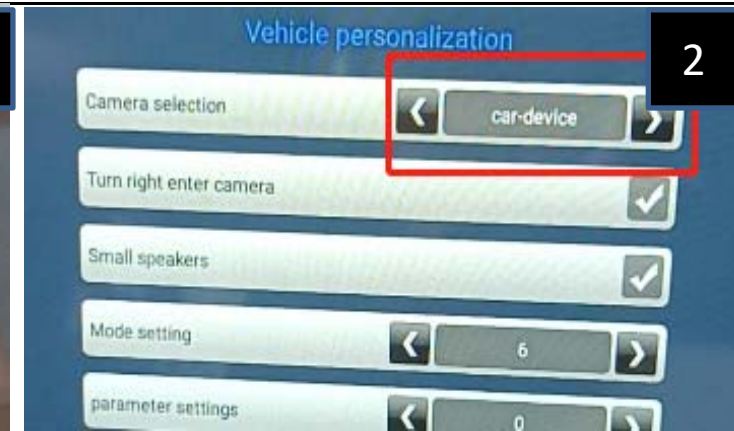 Vehicle personalization
2
Camera selection
car-device
Turn right enter camera
Small speakers
Mode setting
6
parameter settings
0